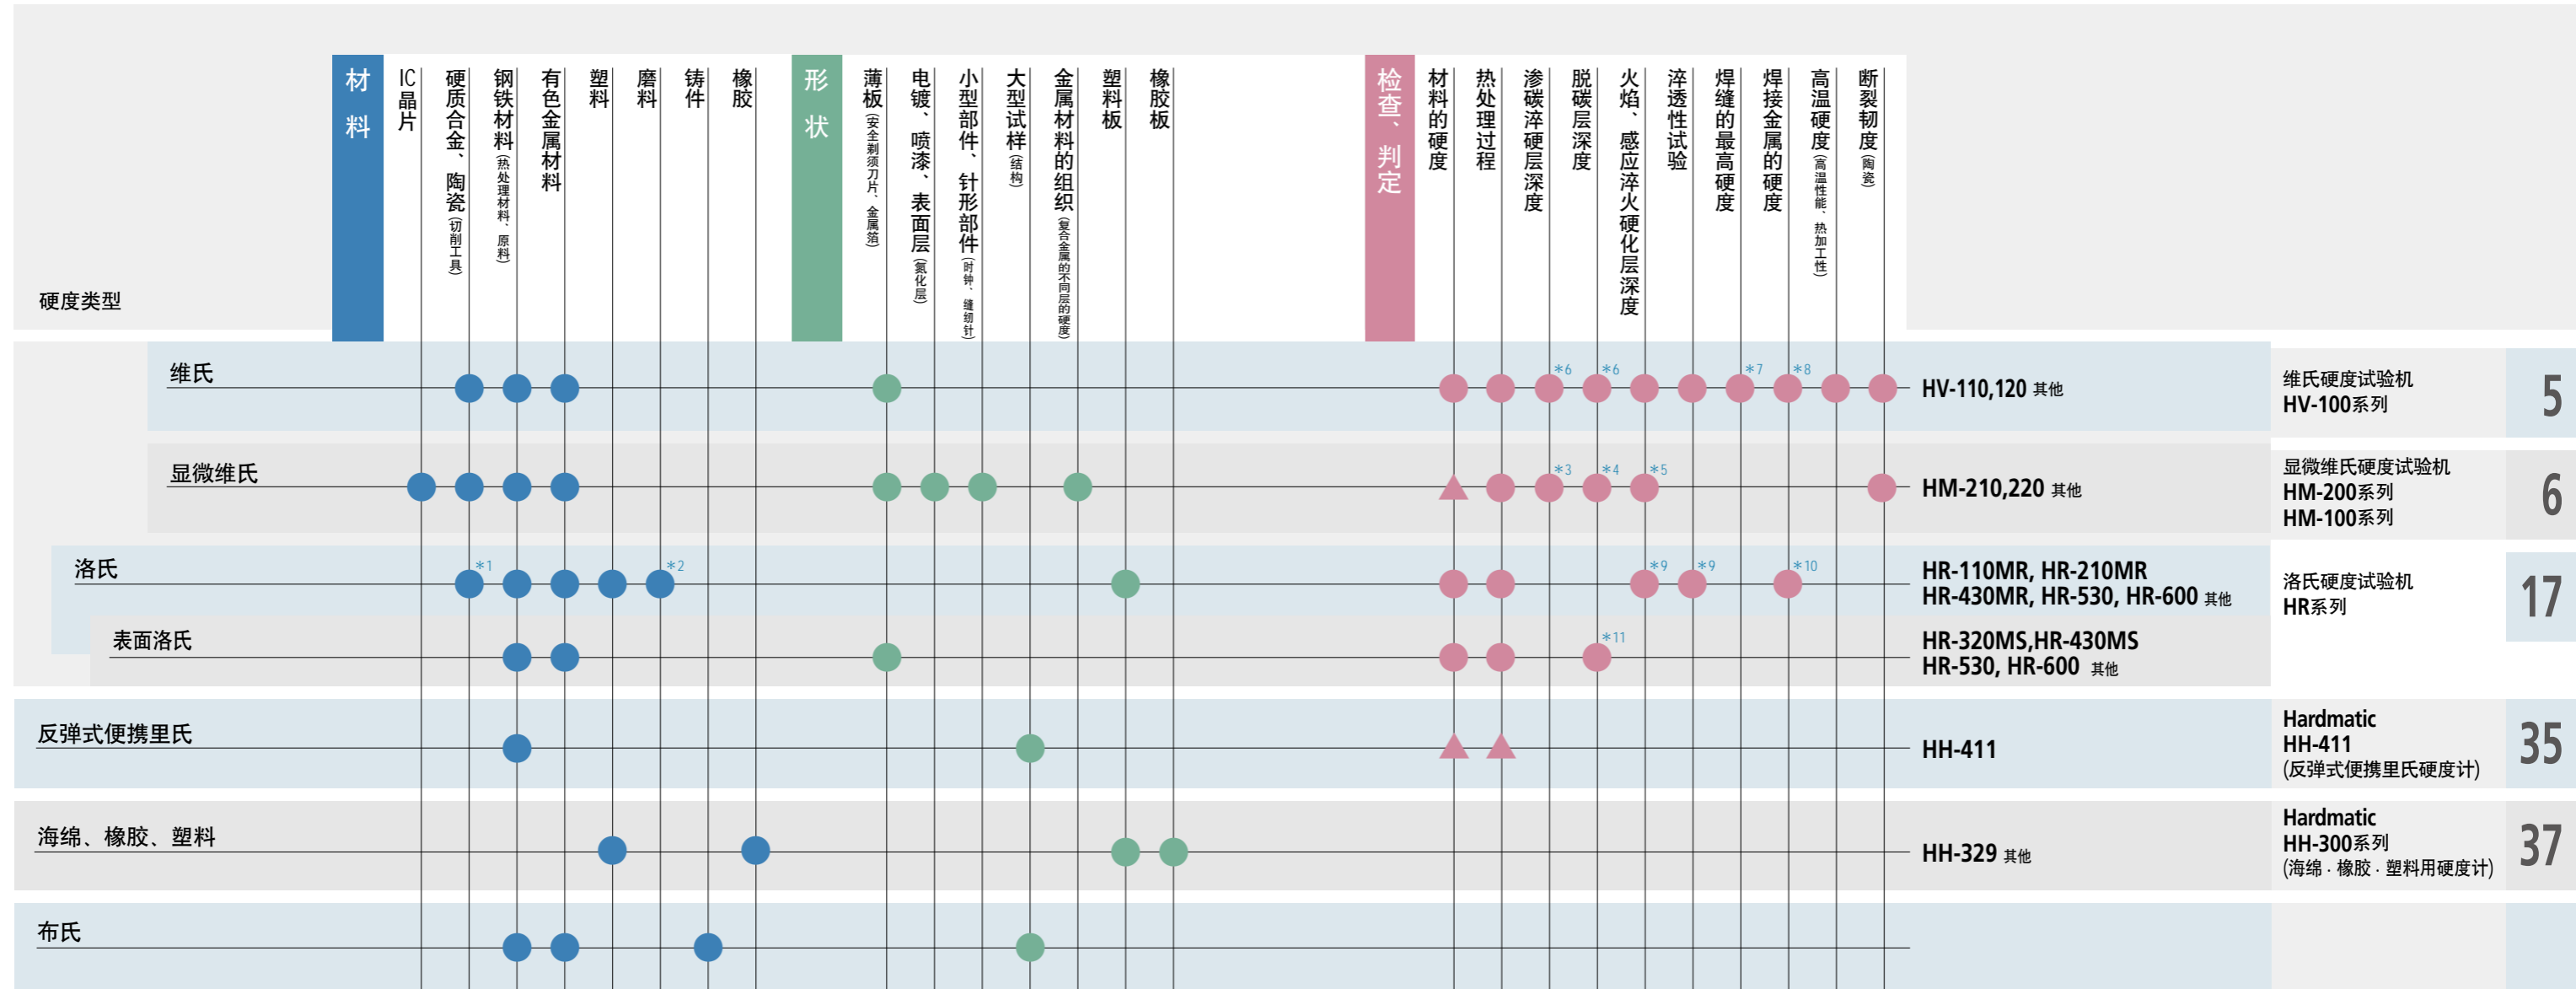 材料
IC晶片
硬质合金、陶瓷(切削工具)
钢铁材料(热处理材料、原料)
有色金属材料
塑料
磨料
铸件
橡胶
形状
薄板(安全剃须刀片、金属箔)
电镀、喷漆、表面层(氮化层)
小型部件、针形部件(时钟、缝纫针)
大型试样(结构)
金属材料的组织(复合金属的不同层的硬度)
塑料板
橡胶板
检查、判定
材料的硬度
热处理过程
渗碳淬硬层深度
脱碳层深度
火焰、感应淬火硬化层深度
淬透性试验
焊缝的最高硬度
焊接金属的硬度
高温硬度(高温性能、热加工性)
断裂韧度(陶瓷)
硬度类型
维氏
*6
*6
*7
*8
HV-110,120 其他
维氏硬度试验机
HV-100系列
5
显微维氏
*3
*4
*5
HM-210,220 其他
显微维氏硬度试验机
HM-200系列
HM-100系列
6
洛氏
*1
*2
*9
*9
*10
HR-110MR, HR-210MR
HR-430MR, HR-530, HR-600 其他
洛氏硬度试验机
HR系列
17
表面洛氏
*11
HR-320MS,HR-430MS
HR-530, HR-600 其他
反弹式便携里氏
HH-411
Hardmatic
HH-411
(反弹式便携里氏硬度计)
35
海绵、橡胶、塑料
HH-329 其他
Hardmatic
HH-300系列
(海绵·橡胶·塑料用硬度计)
37
布氏